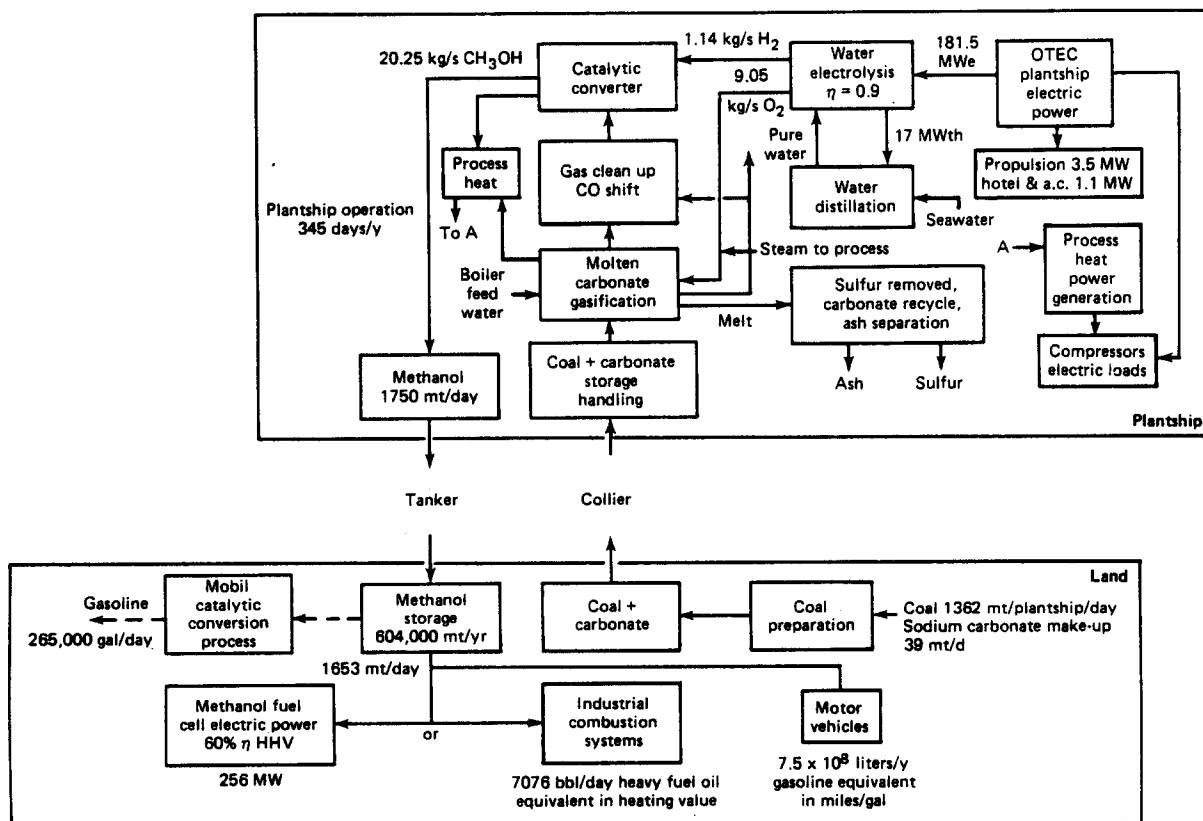 20.25 kg/s CH₃OH
Catalytic
converter
1.14 kg/s H₂
9.05
kg/s O₂
Water
electrolysis
η = 0.9
181.5
MWe
OTEC
plantship
electric
power
Pure
water
17 MWth
Propulsion 3.5 MW
hotel & a.c. 1.1 MW
Process
heat
Gas clean up
CO shift
Water
distillation
Seawater
Plantship operation
345 days/y
To A
Steam to process
A
Process
heat
power
generation
Boiler
feed
water
Molten
carbonate
gasification
Melt
Sulfur removed,
carbonate recycle,
ash separation
Methanol
1750 mt/day
Coal + carbonate
storage
handling
Ash
Sulfur
Compressors
electric loads
Plantship
Tanker
Collier
Land
Gasoline
265,000 gal/day
Mobil
catalytic
conversion
process
Methanol
storage
604,000 mt/yr
Coal +
carbonate
Coal
preparation
Coal 1362 mt/plantship/day
Sodium carbonate make-up
39 mt/d
1653 mt/day
Methanol fuel
cell electric power
60% η HHV
or
Industrial
combustion
systems
Motor
vehicles
256 MW
7076 bbl/day heavy fuel oil
equivalent in heating value
7.5 x 10⁸ liters/y
gasoline equivalent
in miles/gal